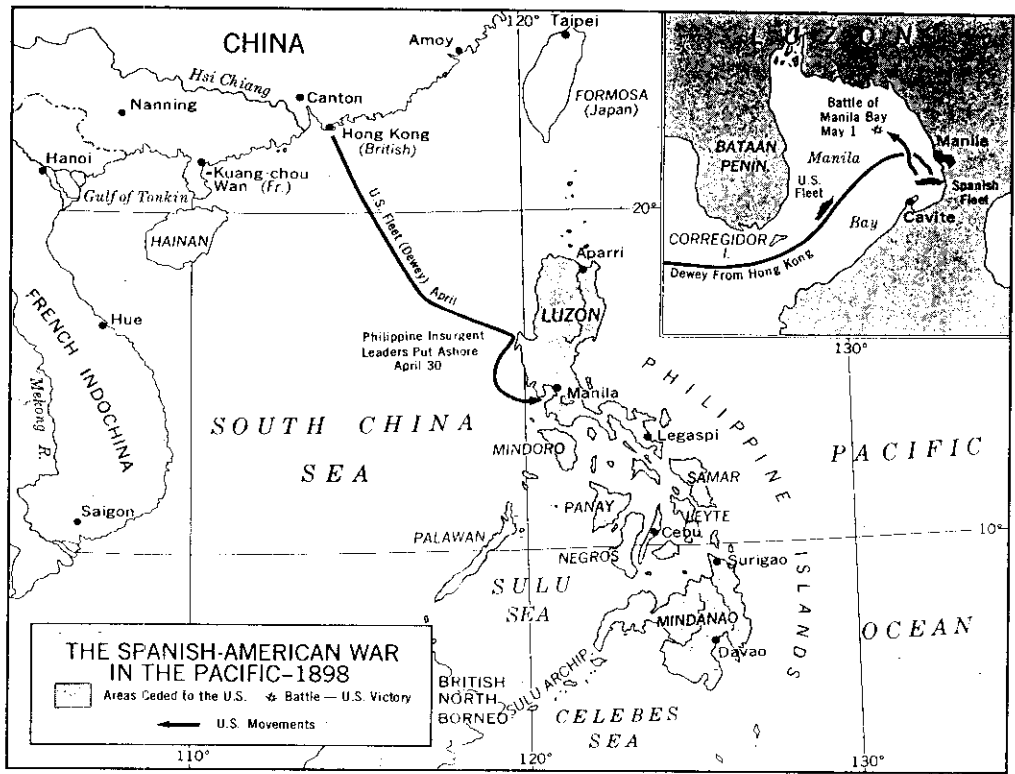 120°
Taipei
CHINA
Amoy
Hsi Chiang
FORMOSA
(Japan)
Nanning
Canton
Hong Kong
(British)
Hanoi
Kuang-chou
Wan (Fr.)
Gulf of Tonkin
HAINAN
20°
U.S. Fleet (Dewey) April
Aparri
LUZON
Hue
FRENCH INDOCHINA
Philippine Insurgent
Leaders Put Ashore
April 30
Manila
Mekong R.
SOUTH CHINA
SEA
MINDORO
Legaspi
PHILIPPINE ISLANDS
PACIFIC
OCEAN
SAMAR
PANAY
LEYTE
Saigon
PALAWAN
Cebu
10°
NEGROS
Surigao
SULU
SEA
MINDANAO
Davao
SULU ARCHIP.
BRITISH
NORTH
BORNEO
CELEBES
SEA
110°
120°
130°
LUZON
Battle of
Manila Bay
May 1
BATAAN
PENIN.
Manila
Manila
Bay
U.S.
Fleet
Spanish
Fleet
Cavite
CORREGIDOR
I.
Dewey From Hong Kong
130°
THE SPANISH-AMERICAN WAR
IN THE PACIFIC–1898
Areas Ceded to the U.S.
Battle — U.S. Victory
U.S. Movements